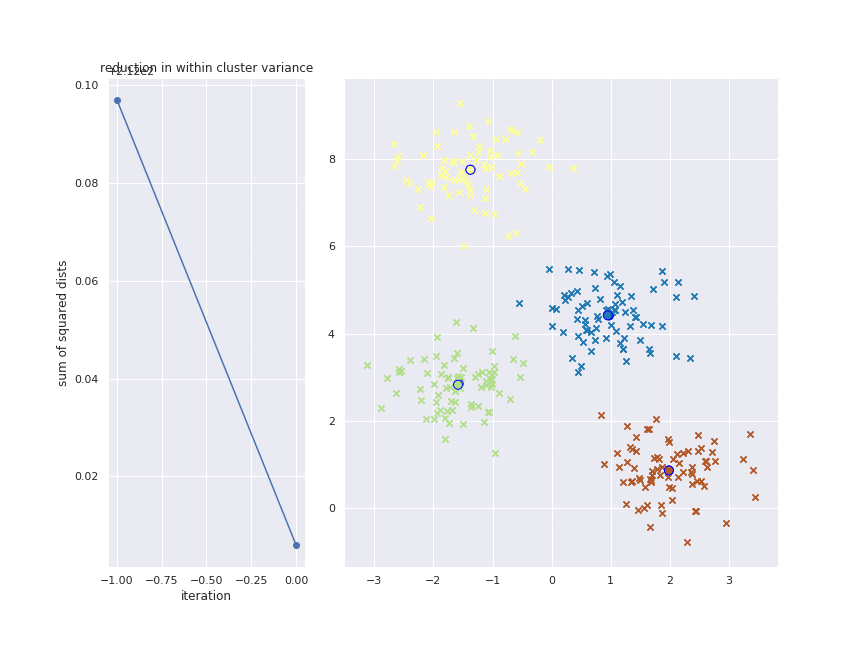 reduction in within cluster variance
+2.12e2
0.10
0.08
0.06
0.04
0.02
sum of squared dists
−1.00 −0.75 −0.50 −0.25 0.00
iteration
8
6
4
2
0
−3 −2 −1 0 1 2 3